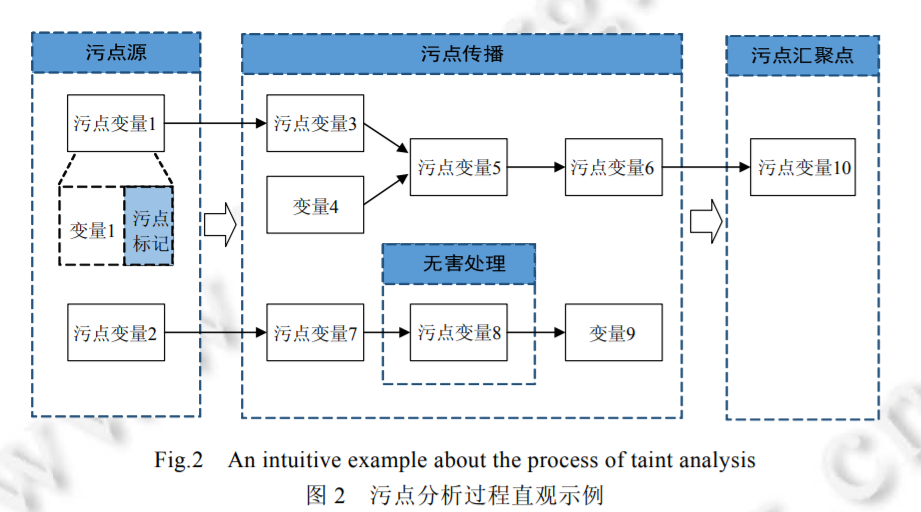 污点源
污点传播
污点汇聚点
污点变量1
污点变量3
变量4
污点变量5
污点变量6
污点变量10
变量1
污点
标记
无害处理
污点变量2
污点变量7
污点变量8
变量9
Fig.2 An intuitive example about the process of taint analysis
图 2 污点分析过程直观示例